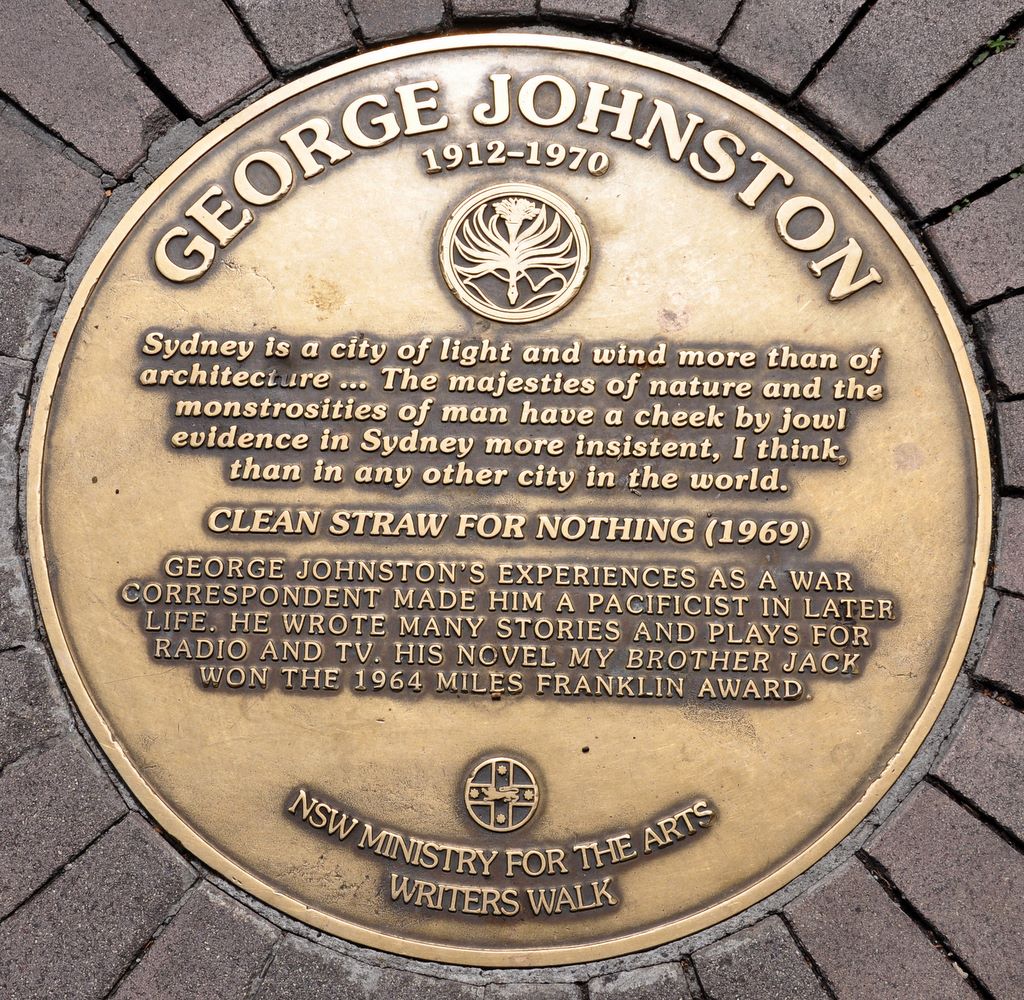 GEORGE JOHNSTON
1912–1970
Sydney is a city of light and wind more than of
architecture ... The majesties of nature and the
monstrosities of man have a cheek by jowl
evidence in Sydney more insistent, I think,
than in any other city in the world.
CLEAN STRAW FOR NOTHING (1969)
GEORGE JOHNSTON'S EXPERIENCES AS A WAR
CORRESPONDENT MADE HIM A PACIFICIST IN LATER
LIFE. HE WROTE MANY STORIES AND PLAYS FOR
RADIO AND TV. HIS NOVEL MY BROTHER JACK
WON THE 1964 MILES FRANKLIN AWARD.
NSW MINISTRY FOR THE ARTS
WRITERS WALK